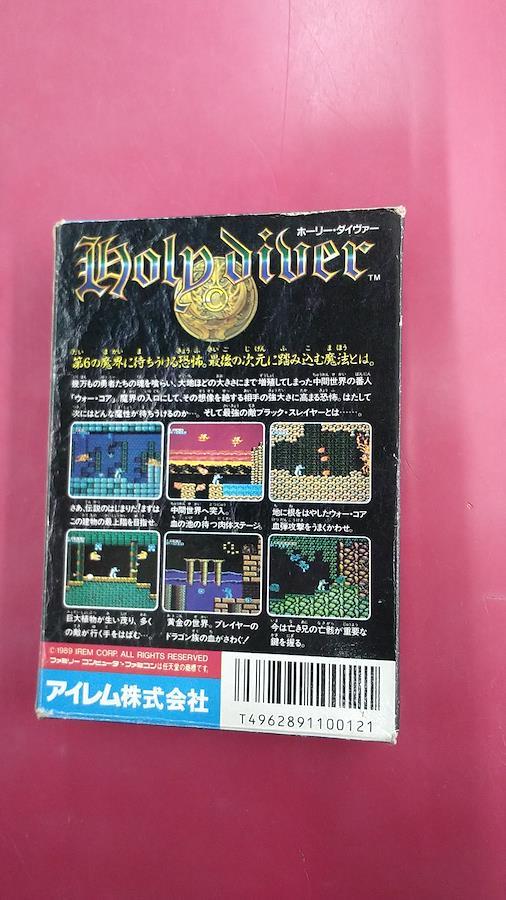 ホーリー・ダイヴァー
Holy diver
TM
第6の魔界に待ちうける恐怖。最後の次元に踏み込む魔法とは。
幾万もの勇者たちの魂を喰らい、大地ほどの大きさにまで増殖してしまった中間世界の番人
「ウォー・コア」魔界の入口にして、その想像を絶する相手の強大さに高まる恐怖。はたして
次にはどんな魔性が待ちうけるのか…。そして最強の敵ブラック・スレイヤーとは……。
さあ、伝説のはじまりだ!まずは
この建物の最上階を目指せ。
中間世界へ突入。
血の池の待つ肉体ステージ。
地に根をはやしたウォー・コア
血弾攻撃をうまくかわせ。
巨大植物が生い茂り、多く
の敵が行く手をはばむ…。
黄金の世界。プレイヤーの
ドラゴン族の血がさわぐ!
今は亡き兄の亡骸が重要な
鍵を握る。
©1989 IREM CORP. ALL RIGHTS RESERVED
ファミリーコンピュータ・ファミコンは任天堂の商標です。
アイレム株式会社
T4962891100121